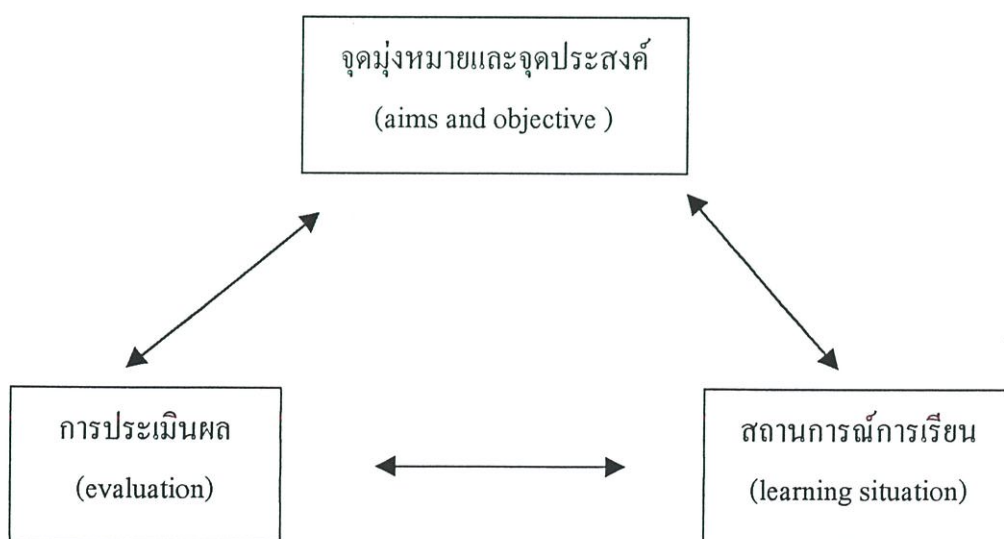 จุดมุ่งหมายและจุดประสงค์
(aims and objective )
การประเมินผล
(evaluation)
สถานการณ์การเรียน
(learning situation)